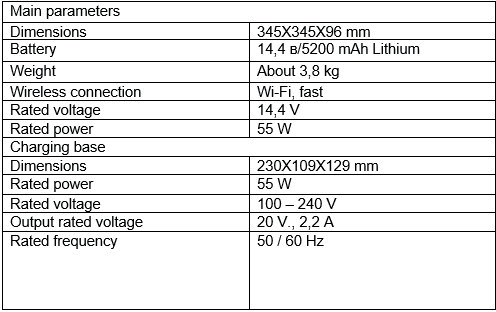 Main parameters
Dimensions 345X345X96 mm
Battery 14,4 в/5200 mAh Lithium
Weight About 3,8 kg
Wireless connection Wi-Fi, fast
Rated voltage 14,4 V
Rated power 55 W
Charging base
Dimensions 230X109X129 mm
Rated power 55 W
Rated voltage 100 – 240 V
Output rated voltage 20 V., 2,2 A
Rated frequency 50 / 60 Hz